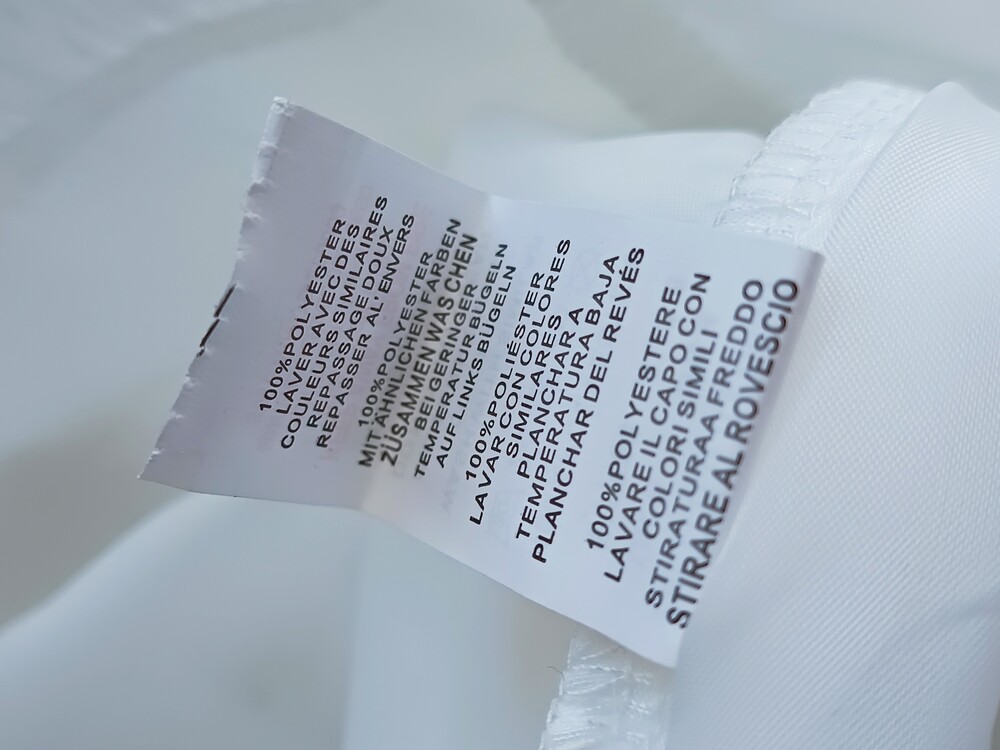 100%POLYESTER
LAVER AVEC DES
COULEURS SIMILAIRES
REPASSAGE DOUX
REPASSER AL' ENVERS
100%POLYESTER
MIT ÄHNLICHEN FARBEN
ZÜSAMMEN WASCHEN
BEI GERINGER
TEMPERATUR BÜGELN
AUF LINKS BÜGELN
100%POLIÉSTER
LAVAR CON COLORES
SIMILARES
PLANCHAR A
TEMPERATURA BAJA
PLANCHAR DEL REVÉS
100%POLYESTERE
LAVARE IL CAPO CON
COLORI SIMILI
STIRATURAA FREDDO
STIRARE AL ROVESCIO